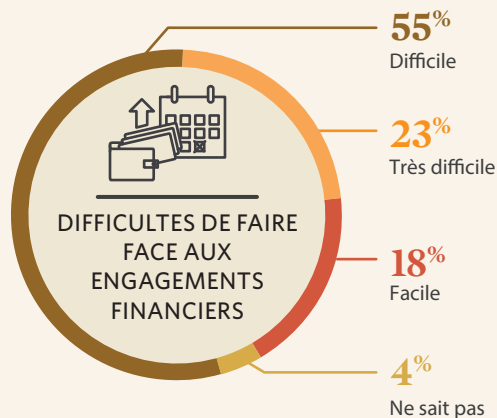 55%
Difficile
23%
Très difficile
DIFFICULTES DE FAIRE
FACE AUX
ENGAGEMENTS
FINANCIERS
18%
Facile
4%
Ne sait pas